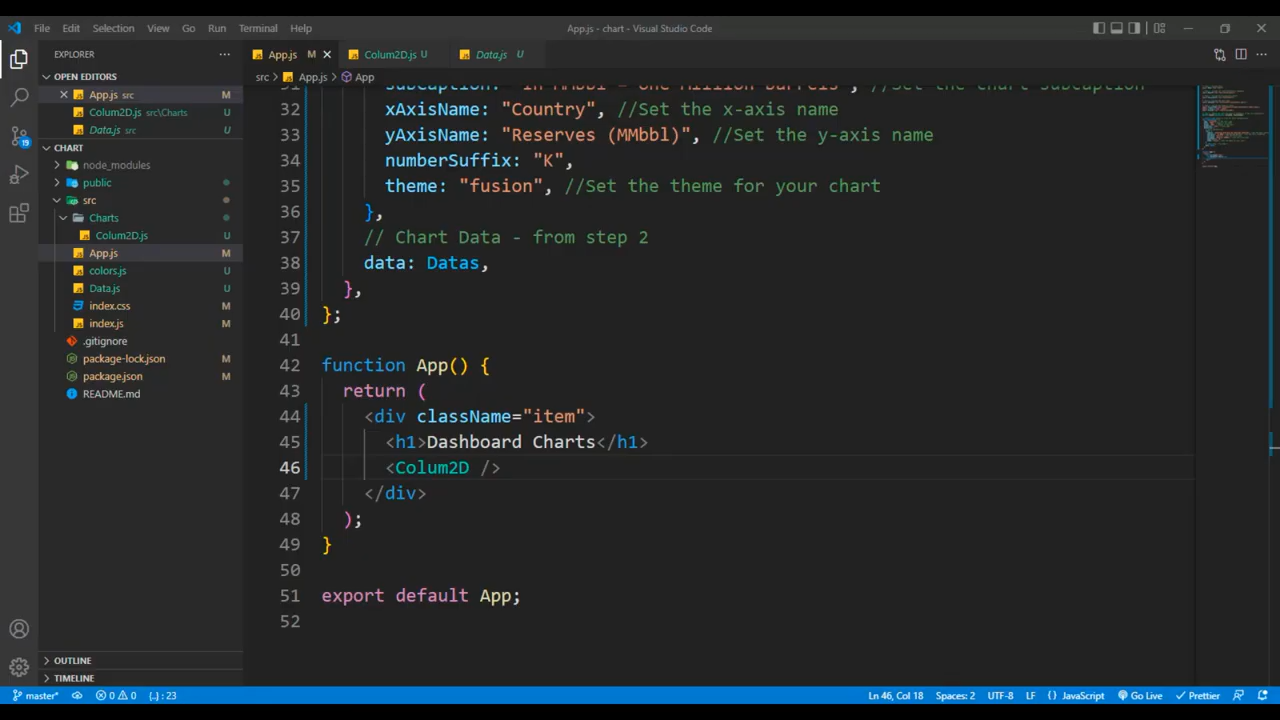 File Edit Selection View Go Run Terminal Help App.js - chart - Visual Studio Code
EXPLORER ···
OPEN EDITORS
App.js src M
Colum2D.js src\Charts U
Data.js src U
CHART
node_modules
public
src
Charts
Colum2D.js U
App.js M
colors.js U
Data.js U
index.css M
index.js M
.gitignore
package-lock.json M
package.json M
README.md
OUTLINE
TIMELINE
19
App.js M Colum2D.js U Data.js U
src > App.js > App
31 subCaption: "In MMbbl = One Million barrels", //Set the chart subcaption
32 xAxisName: "Country", //Set the x-axis name
33 yAxisName: "Reserves (MMbbl)", //Set the y-axis name
34 numberSuffix: "K",
35 theme: "fusion", //Set the theme for your chart
36 },
37 // Chart Data - from step 2
38 data: Datas,
39 },
40 };
41
42 function App() {
43 return (
44 <div className="item">
45 <h1>Dashboard Charts</h1>
46 <Colum2D />
47 </div>
48 );
49 }
50
51 export default App;
52
master* 0 0 {..} : 23 Ln 46, Col 18 Spaces: 2 UTF-8 LF {} JavaScript Go Live Prettier